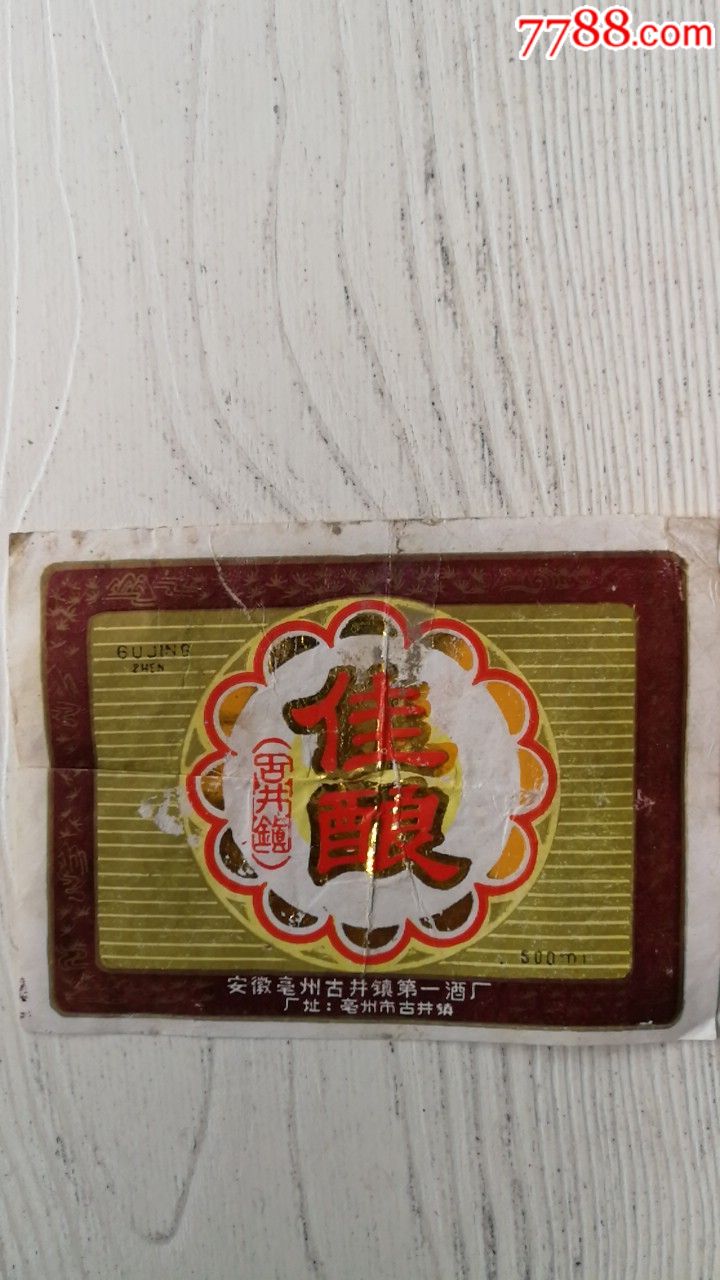 7788.com
GUJING
ZHEN
佳酿
(古井鎮)
500ml
安徽亳州古井镇第一酒厂
厂址：亳州市古井镇